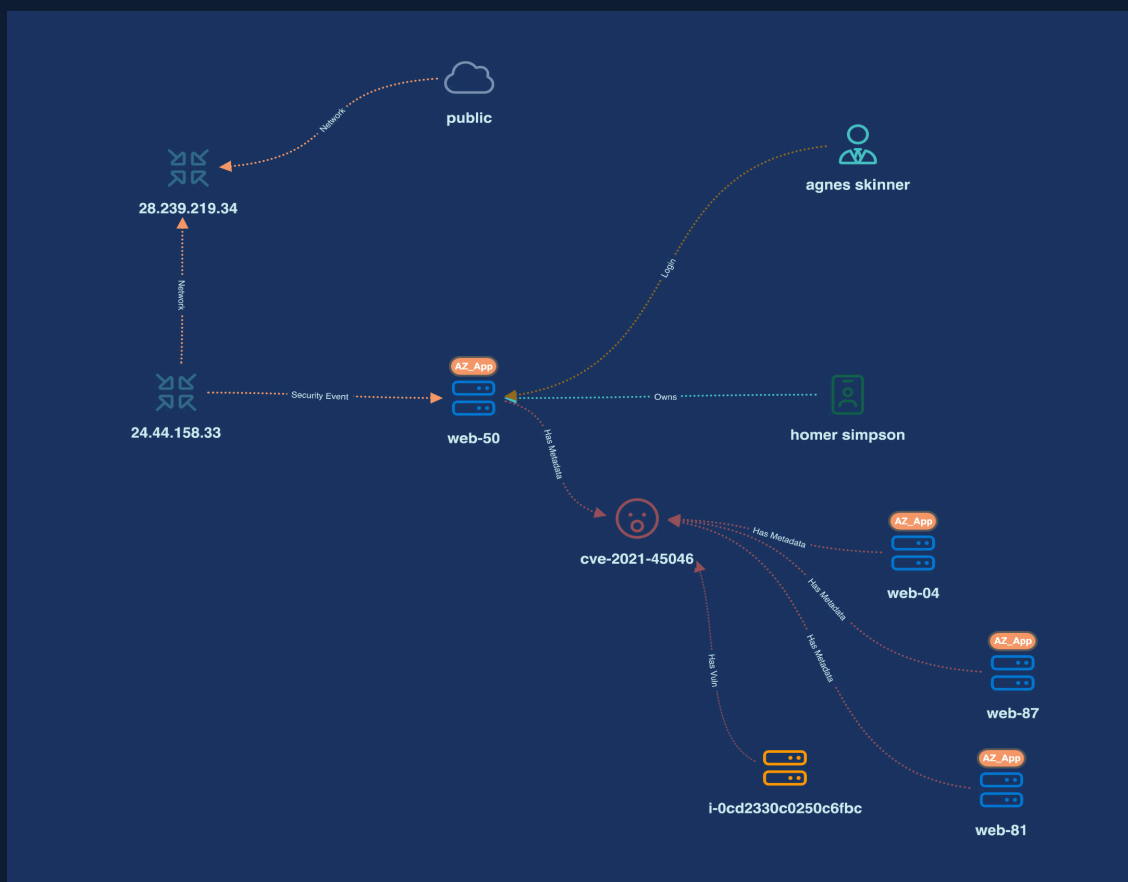 public
Network
agnes skinner
28.239.219.34
Login
Network
AZ_App
Security Event
Owns
24.44.158.33
web-50
homer simpson
Has Metadata
AZ_App
Has Metadata
cve-2021-45046
web-04
Has Metadata
AZ_App
Has Metadata
Has Vuln
web-87
AZ_App
i-0cd2330c0250c6fbc
web-81